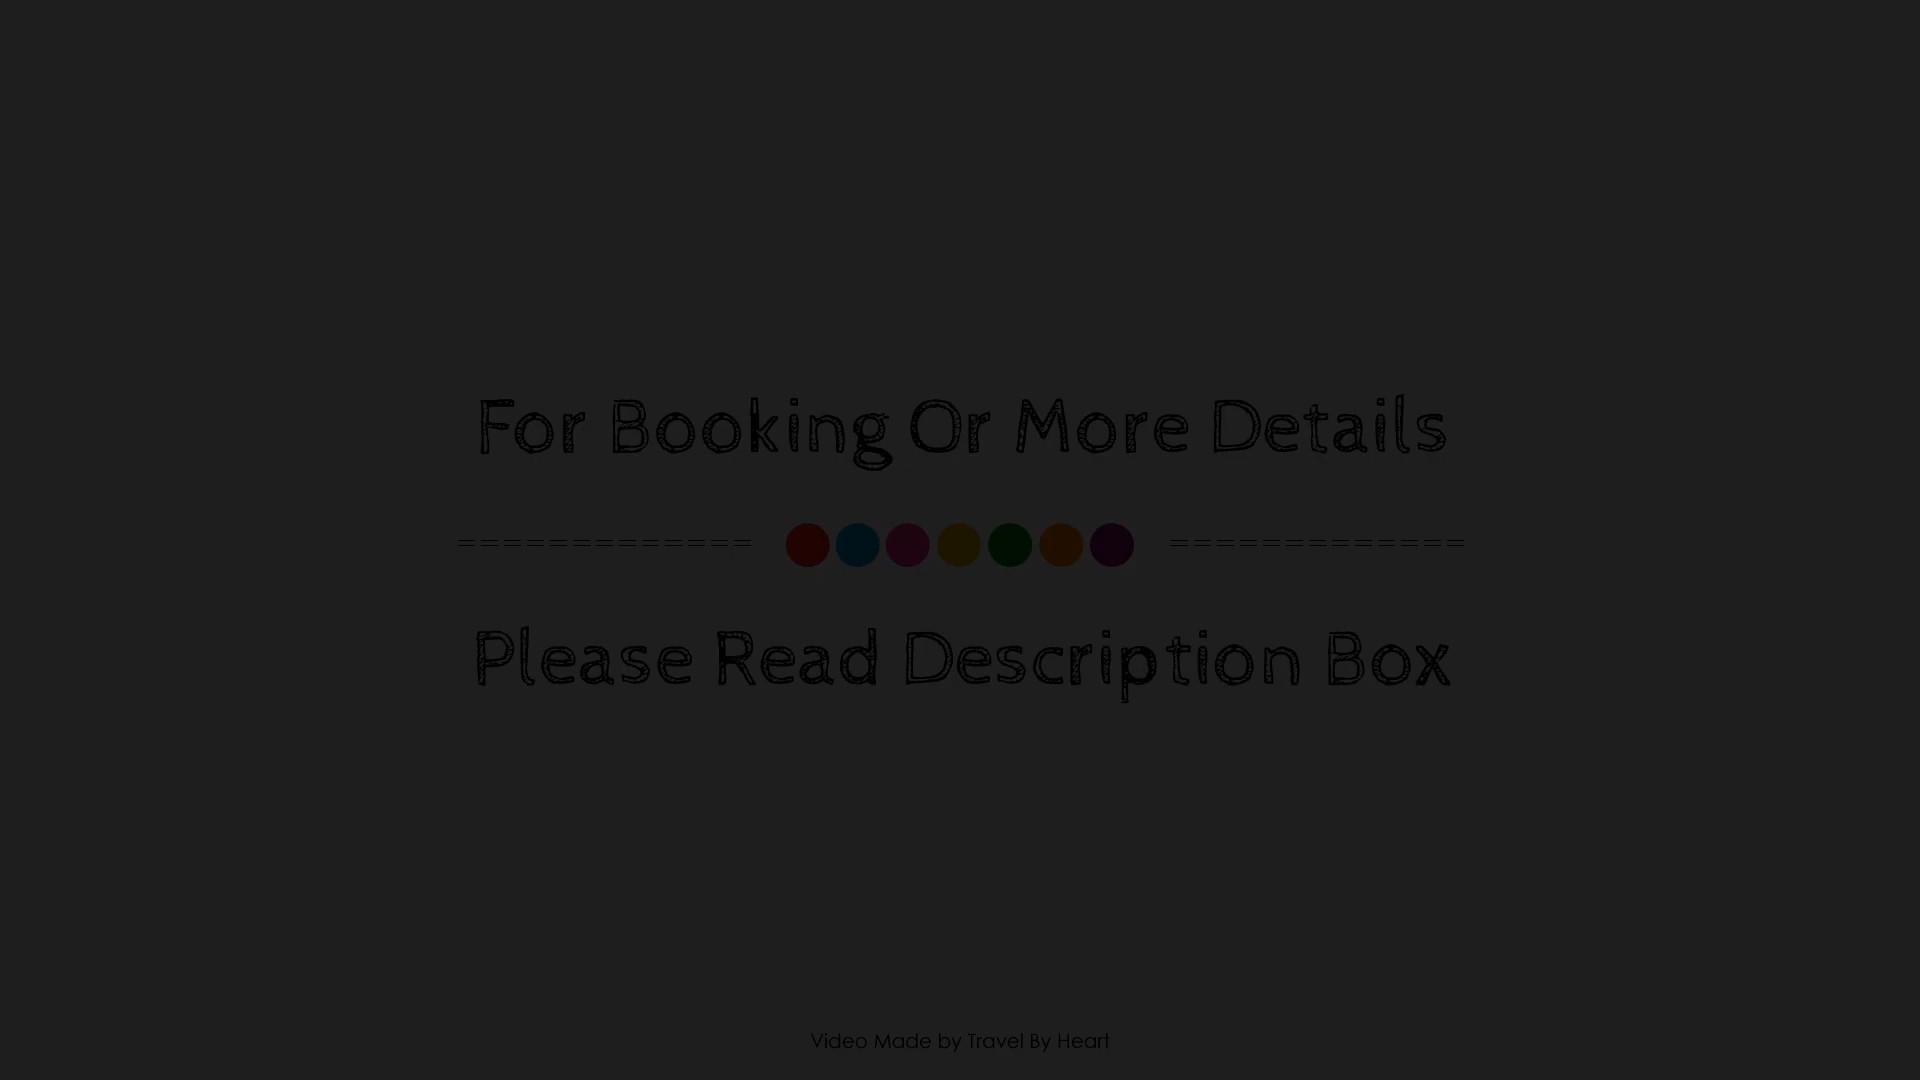 For Booking Or More Details
============= =============
Please Read Description Box
Video Made by Travel By Heart